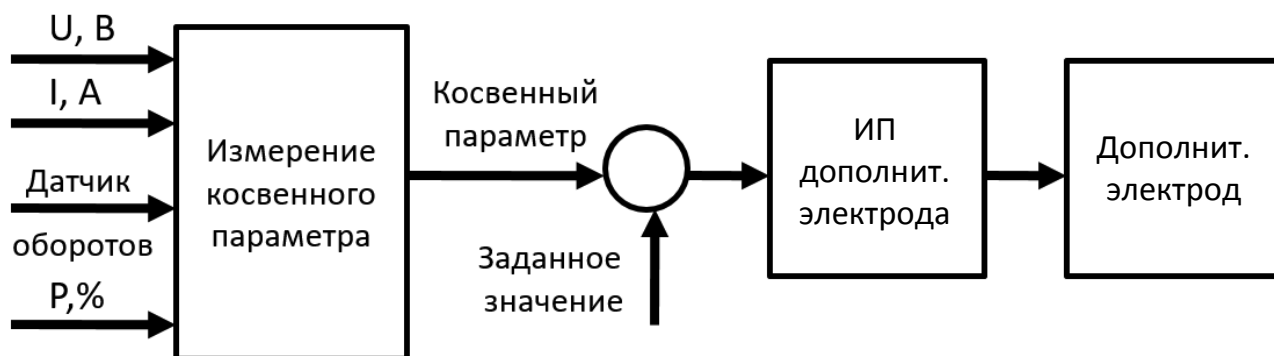 U, В
I, А
Датчик
оборотов
P,%
Измерение
косвенного
параметра
Косвенный
параметр
Заданное
значение
ИП
дополнит.
электрода
Дополнит.
электрод